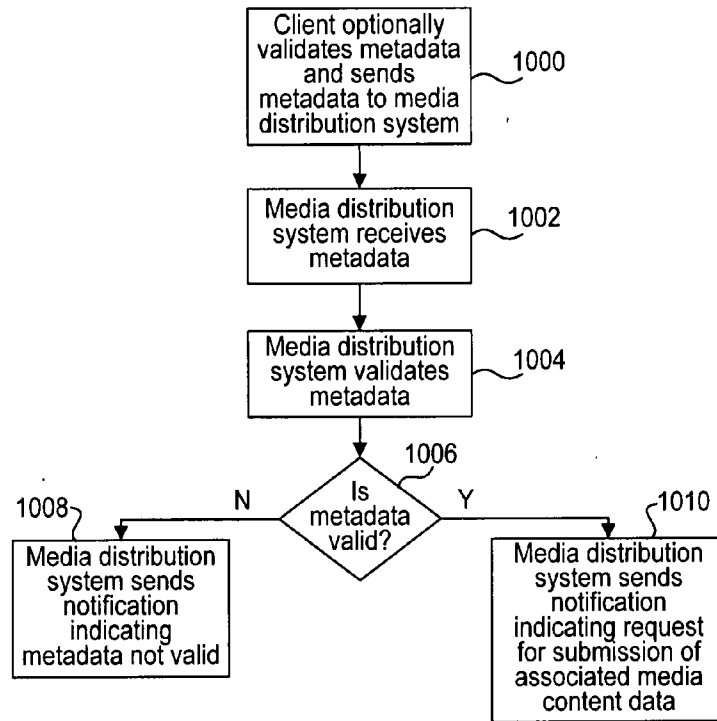 Client optionally
validates metadata
and sends
metadata to media
distribution system
1000
Media distribution
system receives
metadata
1002
Media distribution
system validates
metadata
1004
1006
Is
metadata
valid?
N
Y
1008
Media distribution
system sends
notification
indicating
metadata not valid
1010
Media distribution
system sends
notification
indicating request
for submission of
associated media
content data